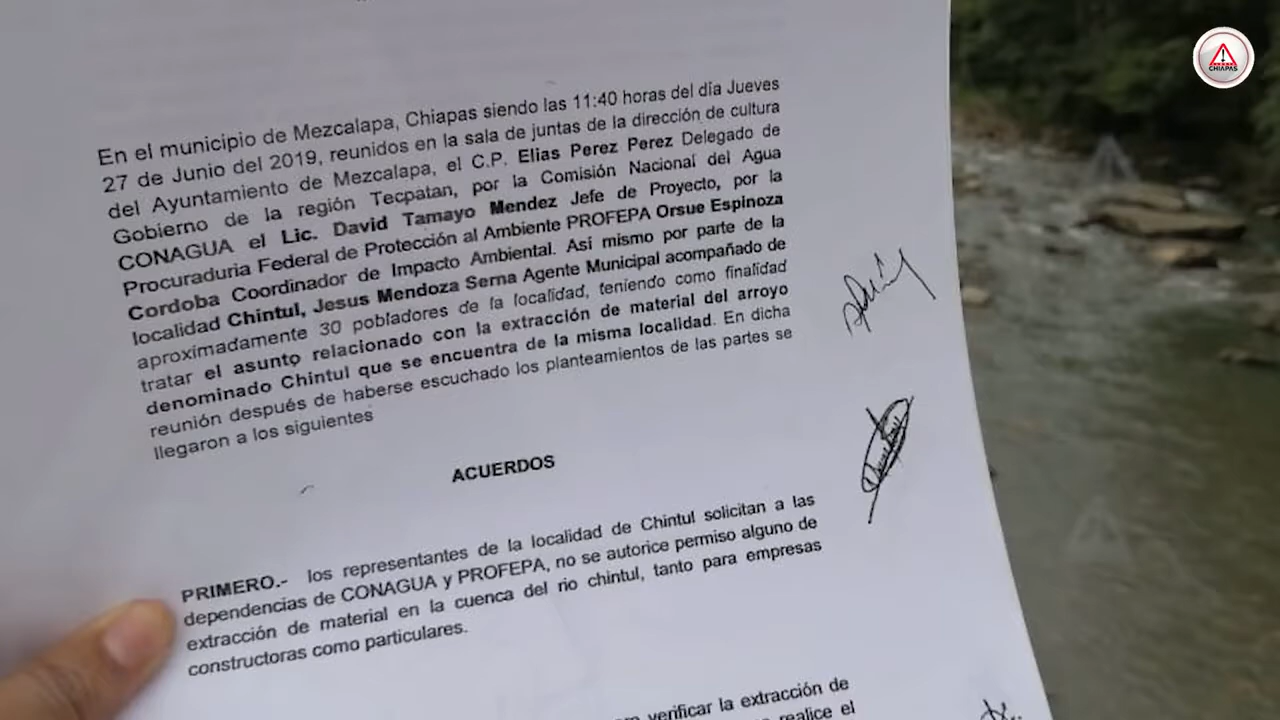 CHIAPAS
En el municipio de Mezcalapa, Chiapas siendo las 11:40 horas del día Jueves
27 de Junio del 2019, reunidos en la sala de juntas de la dirección de cultura
del Ayuntamiento de Mezcalapa, el C.P. Elias Perez Perez Delegado de
Gobierno de la región Tecpatan, por la Comisión Nacional del Agua
CONAGUA el Lic. David Tamayo Mendez Jefe de Proyecto, por la
Procuraduria Federal de Protección al Ambiente PROFEPA Orsue Espinoza
Cordoba Coordinador de Impacto Ambiental. Así mismo por parte de la
localidad Chintul, Jesus Mendoza Serna Agente Municipal acompañado de
aproximadamente 30 pobladores de la localidad, teniendo como finalidad
tratar el asunto relacionado con la extracción de material del arroyo
denominado Chintul que se encuentra de la misma localidad. En dicha
reunión después de haberse escuchado los planteamientos de las partes se
llegaron a los siguientes
ACUERDOS
PRIMERO.- los representantes de la localidad de Chintul solicitan a las
dependencias de CONAGUA y PROFEPA, no se autorice permiso alguno de
extracción de material en la cuenca del rio chintul, tanto para empresas
constructoras como particulares.
verificar la extracción de
realice el